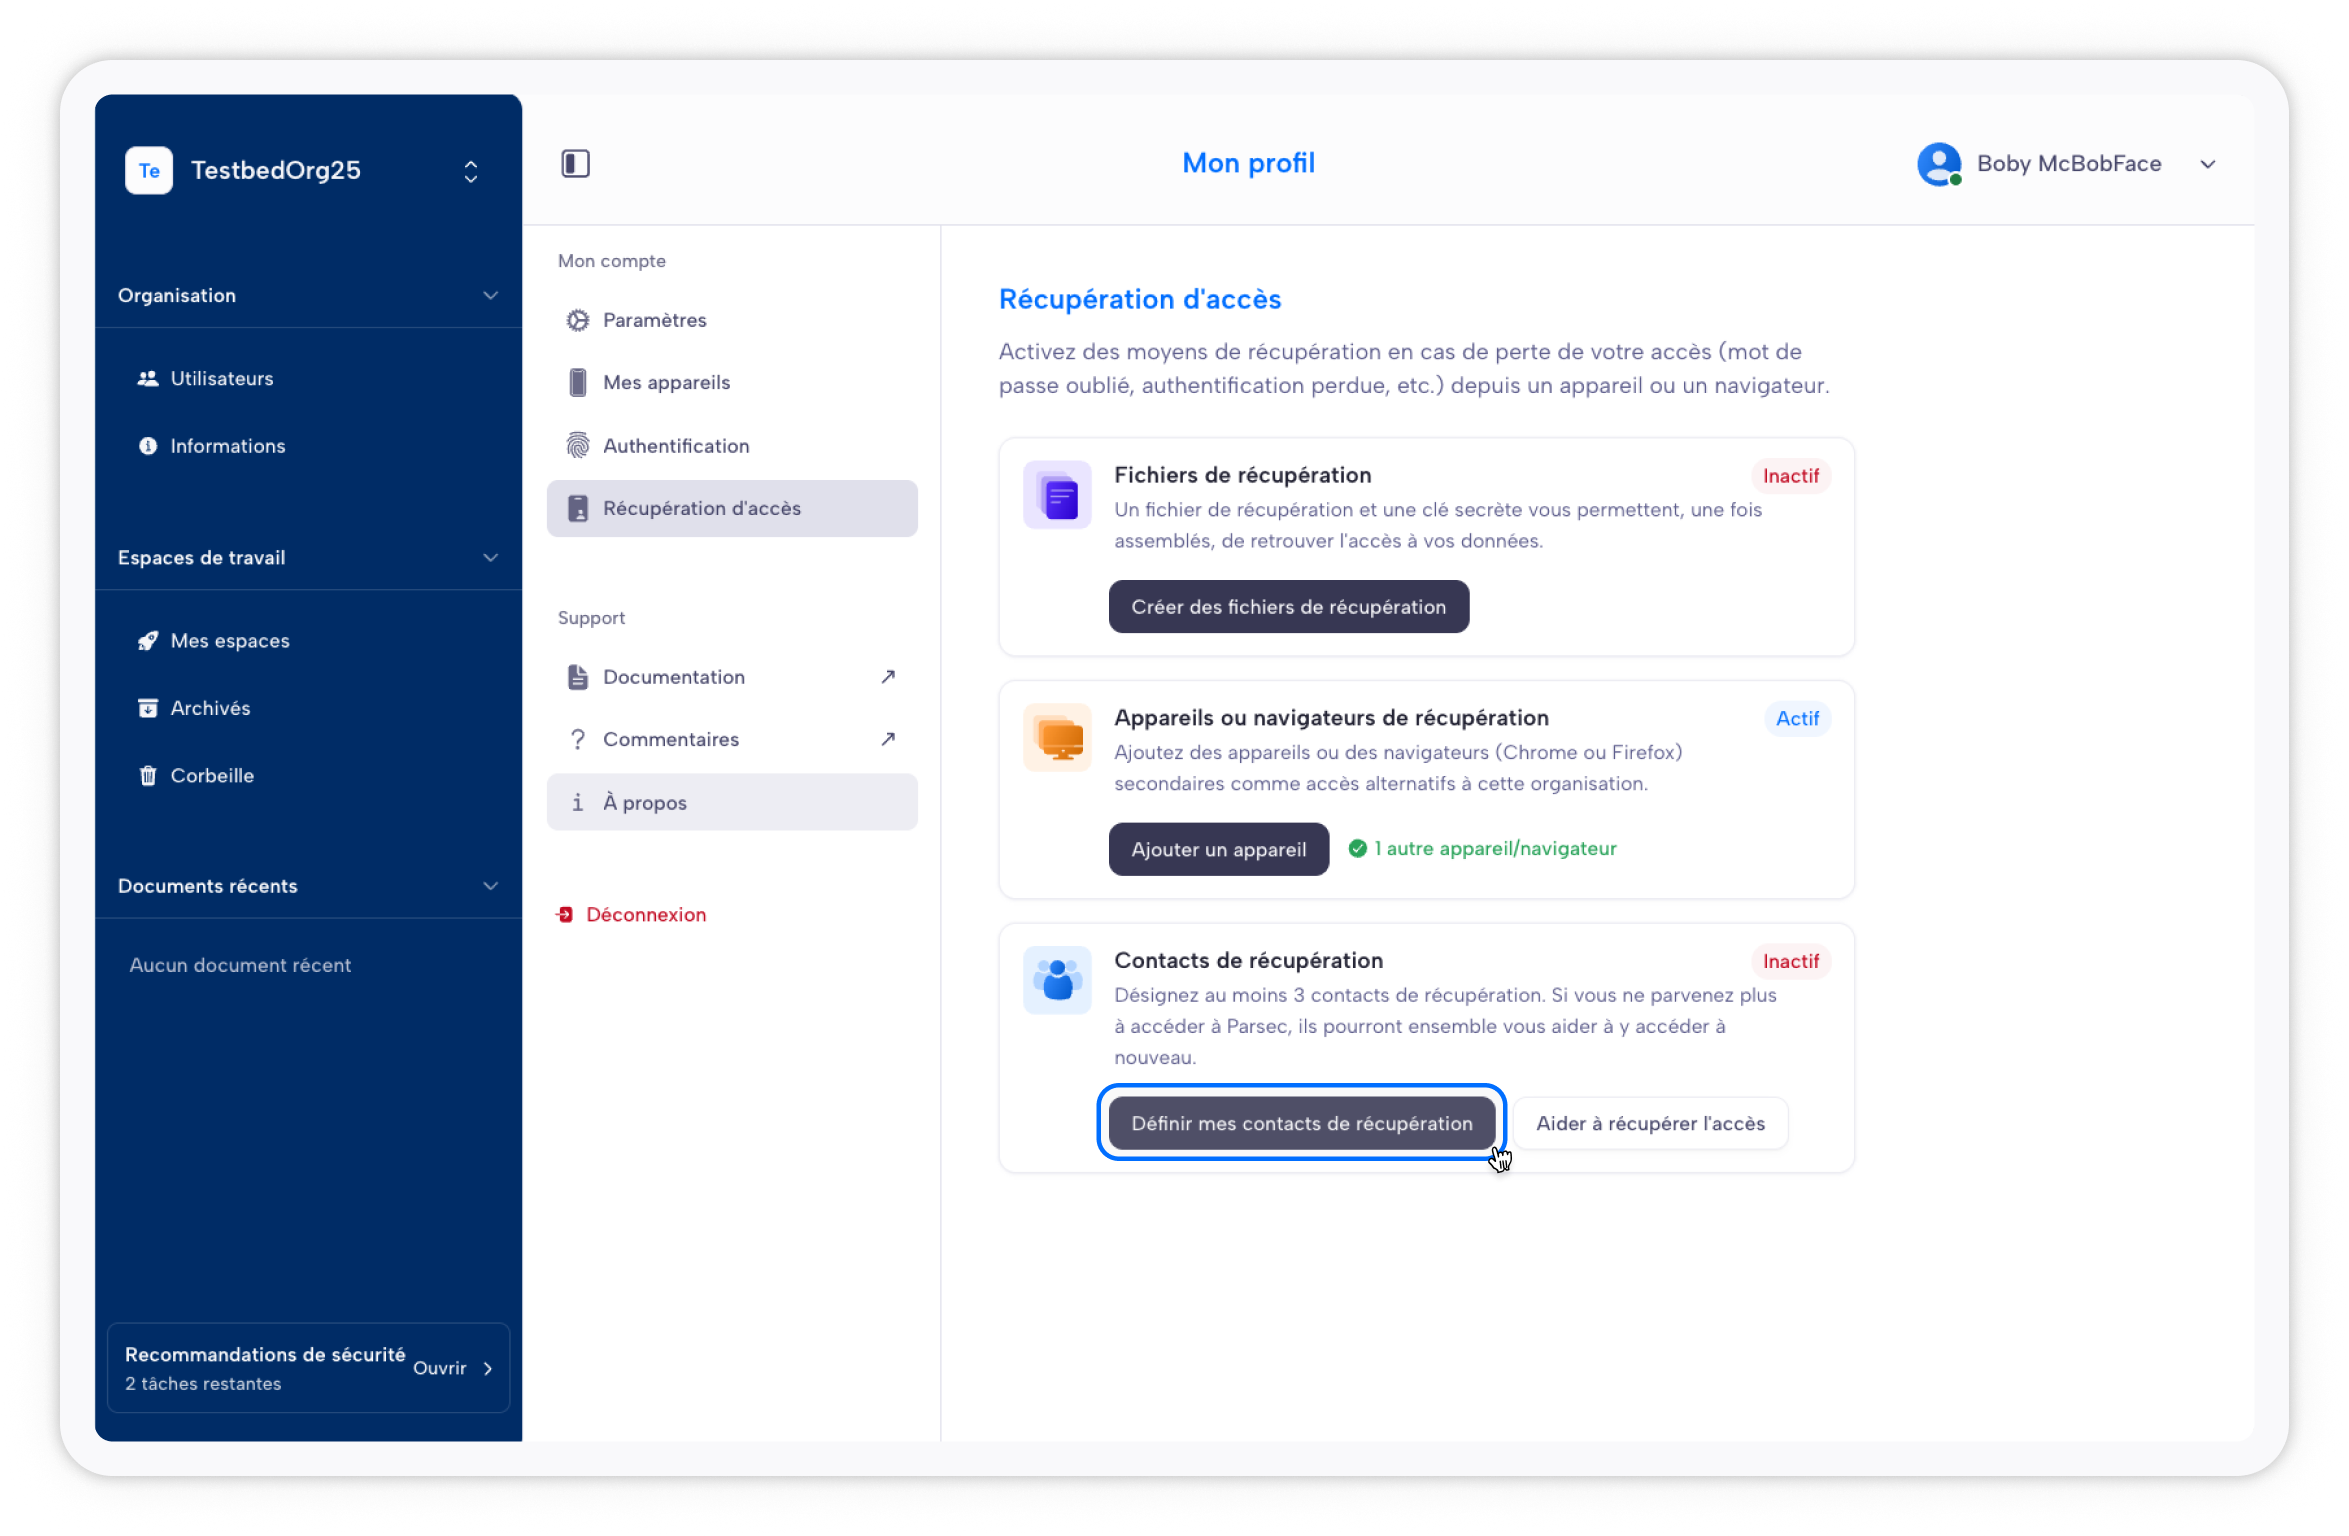 Te
TestbedOrg25
Organisation
Utilisateurs
Informations
Espaces de travail
Mes espaces
Archivés
Corbeille
Documents récents
Aucun document récent
Recommandations de sécurité
2 tâches restantes
Ouvrir
Mon profil
Boby McBobFace
Mon compte
Paramètres
Mes appareils
Authentification
Récupération d'accès
Support
Documentation
Commentaires
À propos
Déconnexion
Récupération d'accès
Activez des moyens de récupération en cas de perte de votre accès (mot de
passe oublié, authentification perdue, etc.) depuis un appareil ou un navigateur.
Fichiers de récupération
Inactif
Un fichier de récupération et une clé secrète vous permettent, une fois
assemblés, de retrouver l'accès à vos données.
Créer des fichiers de récupération
Appareils ou navigateurs de récupération
Actif
Ajoutez des appareils ou des navigateurs (Chrome ou Firefox)
secondaires comme accès alternatifs à cette organisation.
Ajouter un appareil
1 autre appareil/navigateur
Contacts de récupération
Inactif
Désignez au moins 3 contacts de récupération. Si vous ne parvenez plus
à accéder à Parsec, ils pourront ensemble vous aider à y accéder à
nouveau.
Définir mes contacts de récupération
Aider à récupérer l'accès